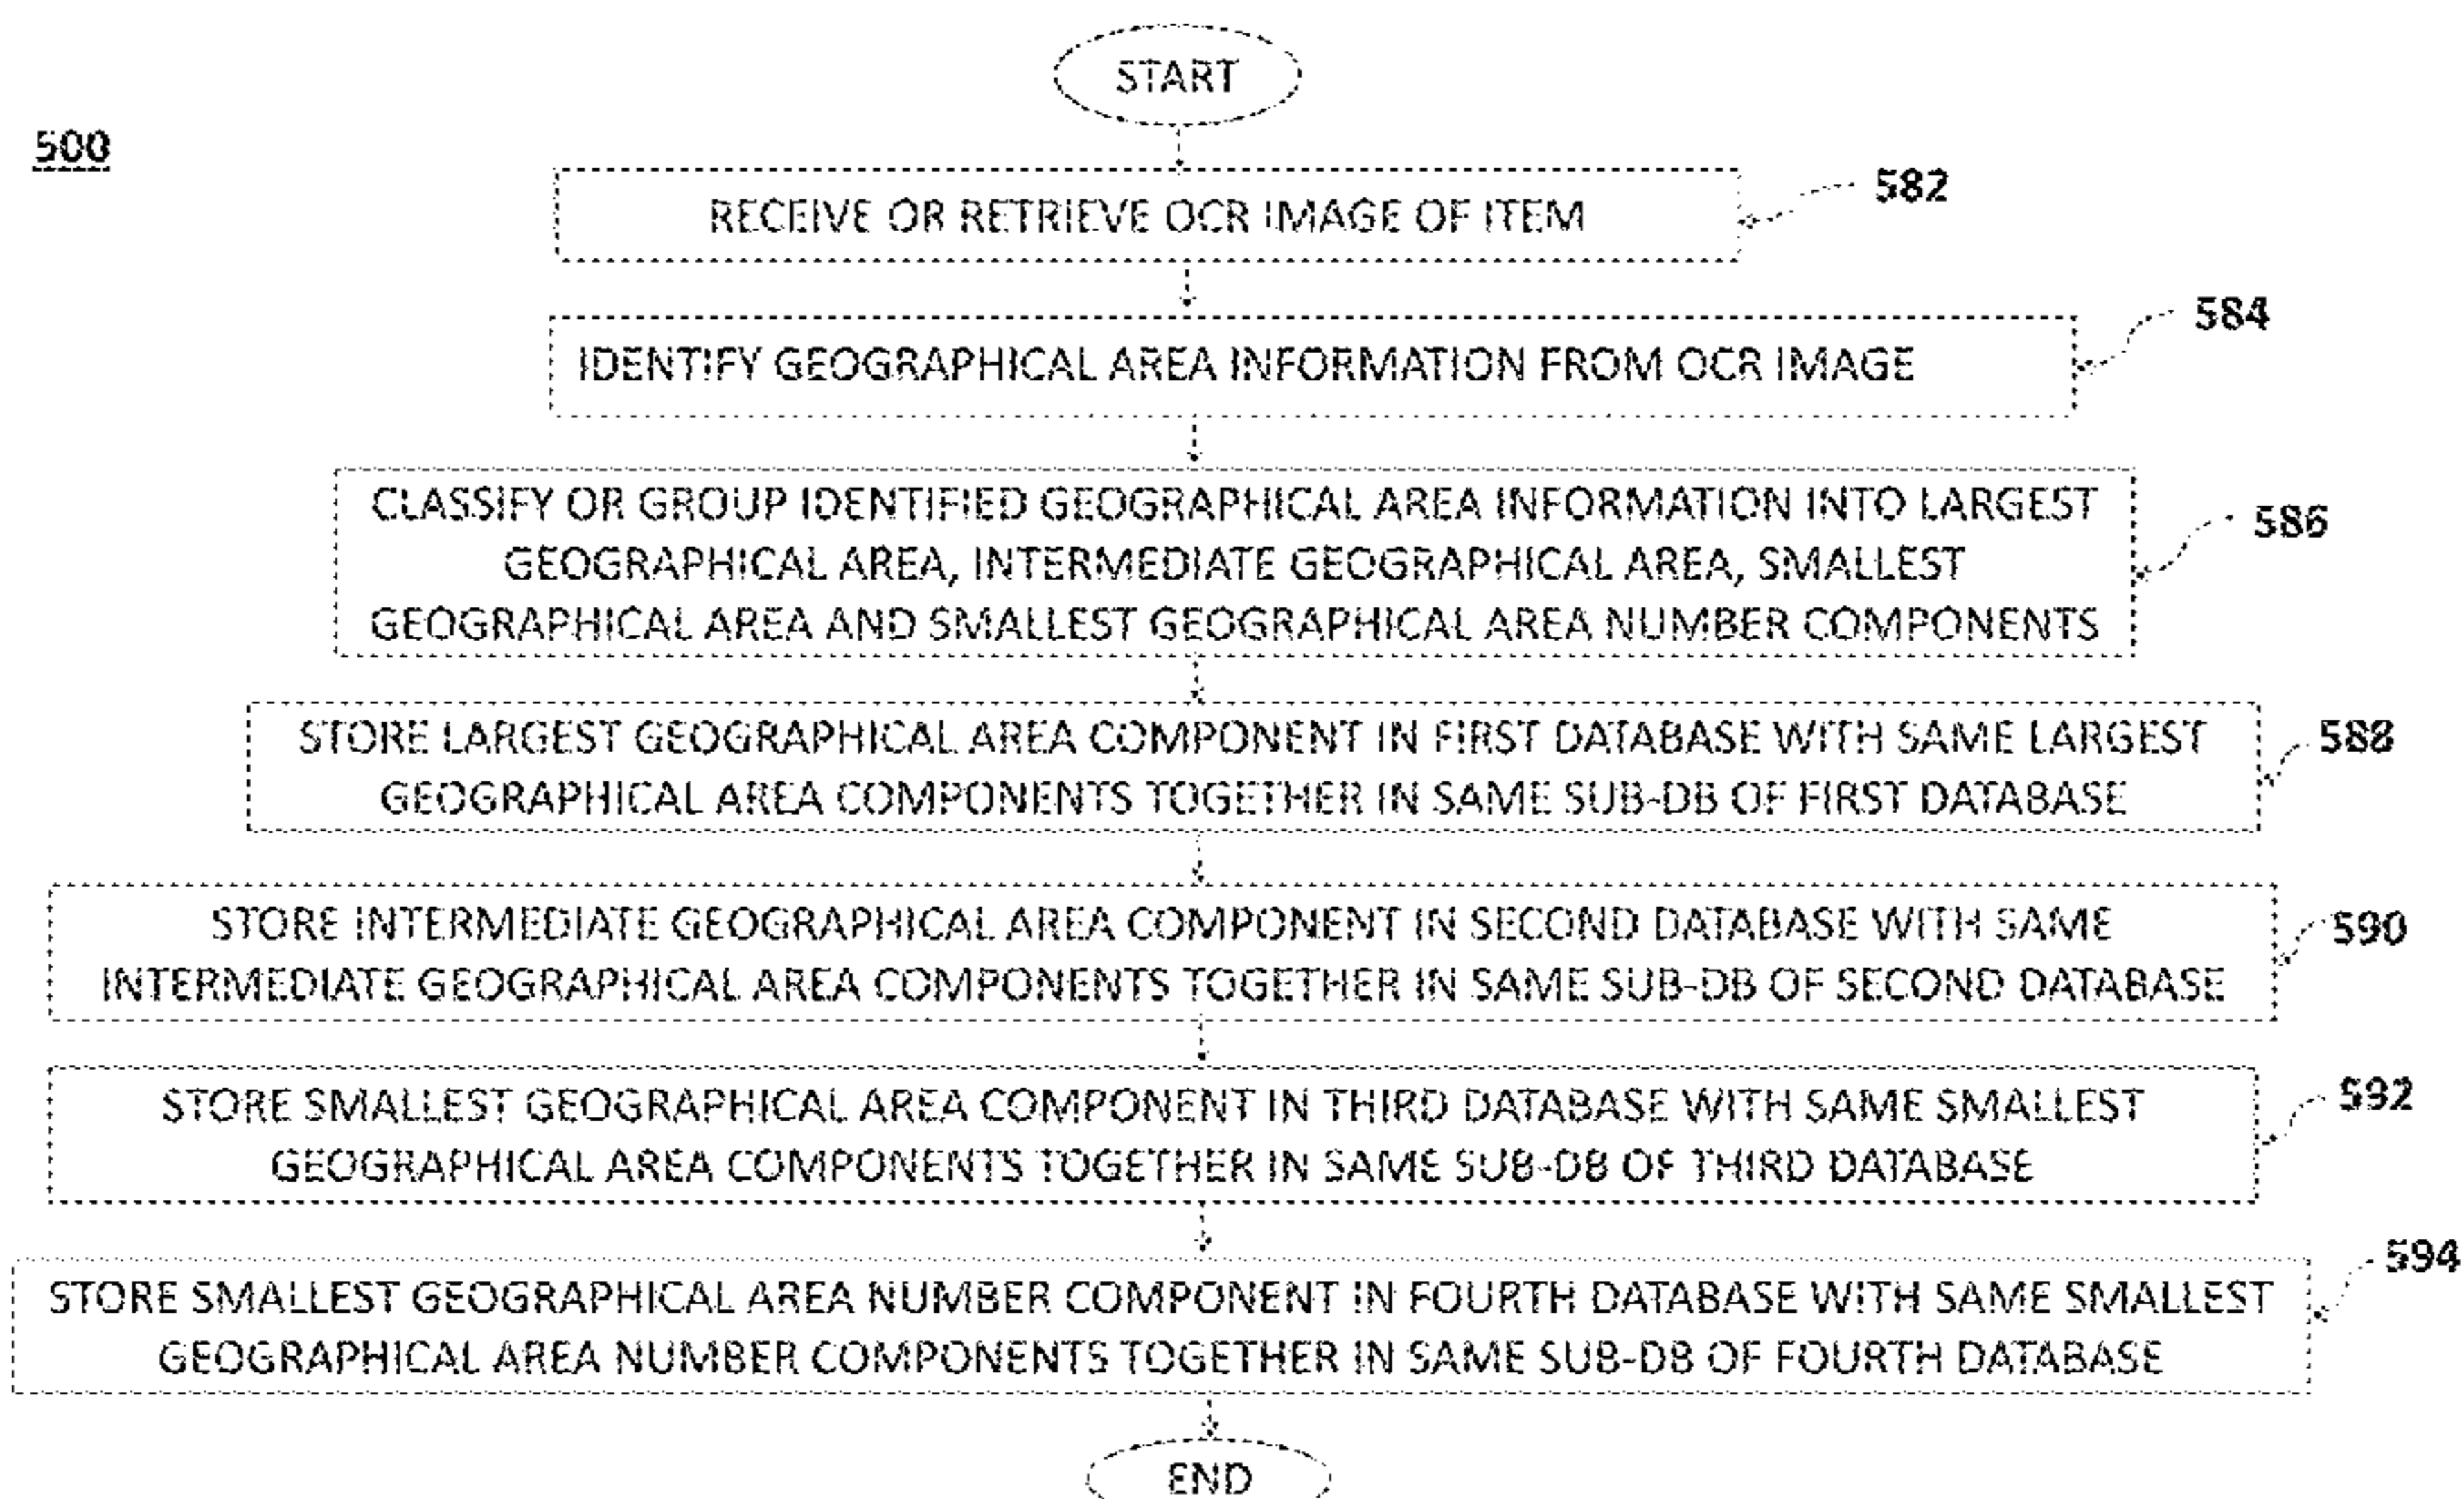 START
500
RECEIVE OR RETRIEVE OCR IMAGE OF ITEM
582
IDENTIFY GEOGRAPHICAL AREA INFORMATION FROM OCR IMAGE
584
CLASSIFY OR GROUP IDENTIFIED GEOGRAPHICAL AREA INFORMATION INTO LARGEST
GEOGRAPHICAL AREA, INTERMEDIATE GEOGRAPHICAL AREA, SMALLEST
GEOGRAPHICAL AREA AND SMALLEST GEOGRAPHICAL AREA NUMBER COMPONENTS
586
STORE LARGEST GEOGRAPHICAL AREA COMPONENT IN FIRST DATABASE WITH SAME LARGEST
GEOGRAPHICAL AREA COMPONENTS TOGETHER IN SAME SUB-DB OF FIRST DATABASE
588
STORE INTERMEDIATE GEOGRAPHICAL AREA COMPONENT IN SECOND DATABASE WITH SAME
INTERMEDIATE GEOGRAPHICAL AREA COMPONENTS TOGETHER IN SAME SUB-DB OF SECOND DATABASE
590
STORE SMALLEST GEOGRAPHICAL AREA COMPONENT IN THIRD DATABASE WITH SAME SMALLEST
GEOGRAPHICAL AREA COMPONENTS TOGETHER IN SAME SUB-DB OF THIRD DATABASE
592
STORE SMALLEST GEOGRAPHICAL AREA NUMBER COMPONENT IN FOURTH DATABASE WITH SAME SMALLEST
GEOGRAPHICAL AREA NUMBER COMPONENTS TOGETHER IN SAME SUB-DB OF FOURTH DATABASE
594
END